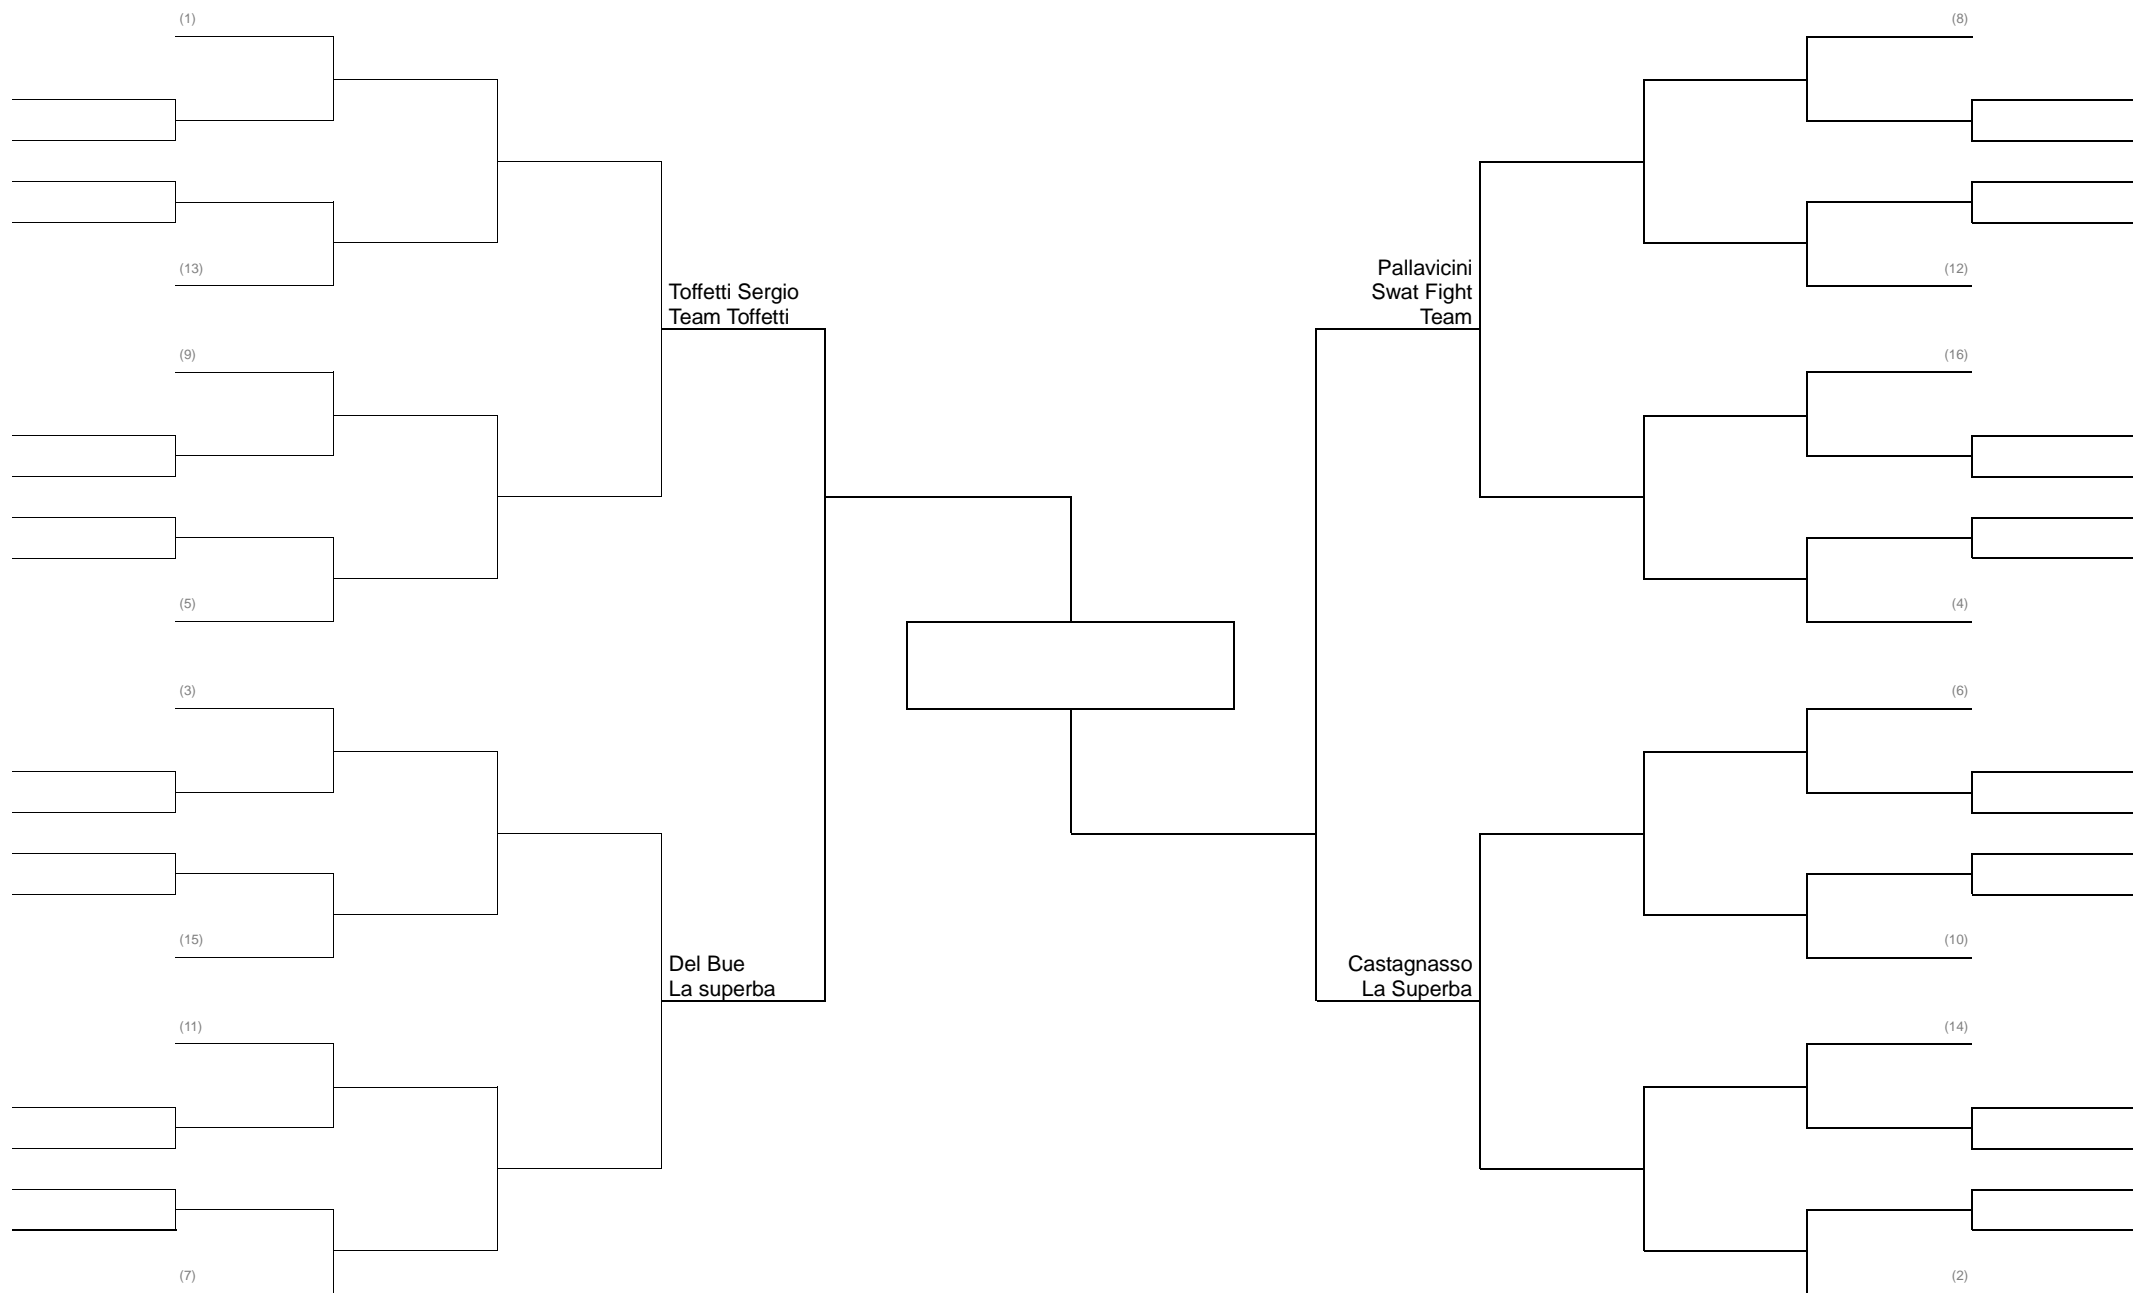 (1)
(8)
(13)
(12)
Toffetti Sergio
Team Toffetti
Pallavicini
Swat Fight
Team
(9)
(16)
(5)
(4)
(3)
(6)
(15)
(10)
Del Bue
La superba
Castagnasso
La Superba
(11)
(14)
(7)
(2)